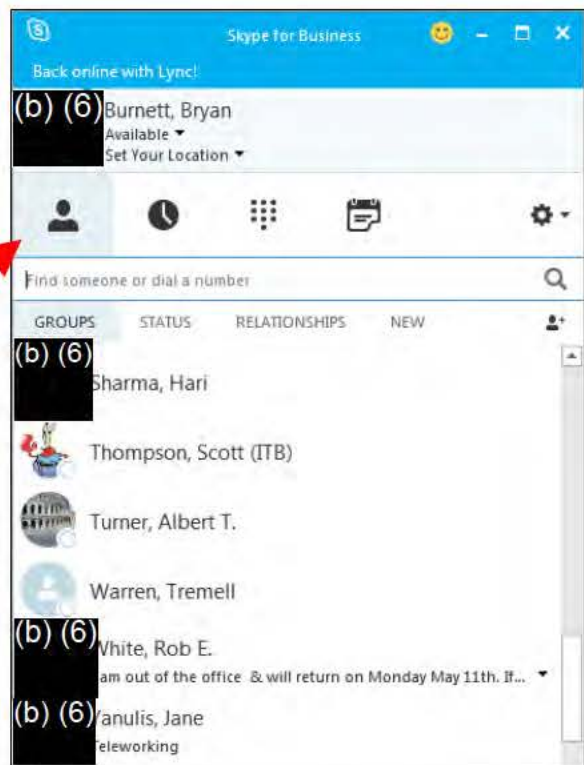 Skype for Business
Back online with Lync!
(b) (6) Burnett, Bryan
Available
Set Your Location
Find someone or dial a number
GROUPS STATUS RELATIONSHIPS NEW
(b) (6)
Sharma, Hari
Thompson, Scott (ITB)
Turner, Albert T.
Warren, Tremell
(b) (6) White, Rob E.
am out of the office & will return on Monday May 11th. If...
(b) (6) Yanulis, Jane
Teleworking